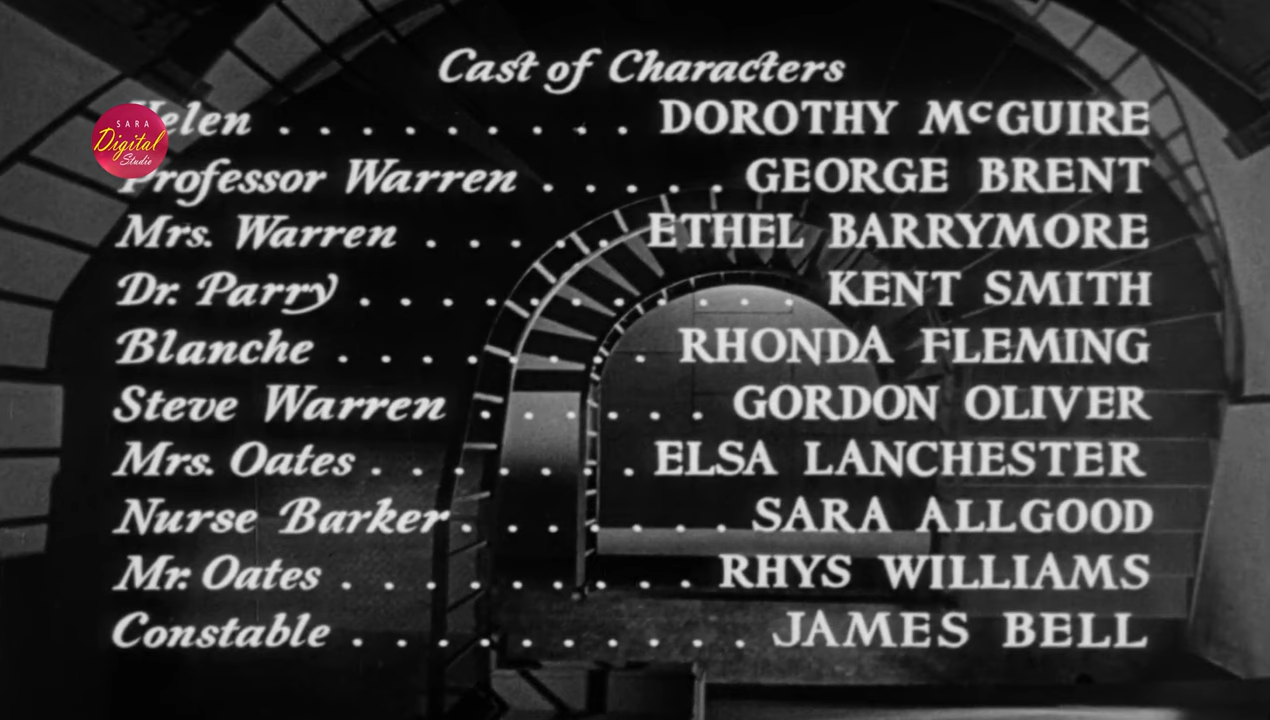 Cast of Characters
Helen . . . . . . . . . DOROTHY McGUIRE
SARA
Digital
Studio
Professor Warren . . . . . GEORGE BRENT
Mrs. Warren . . . . . ETHEL BARRYMORE
Dr. Parry . . . . . . . . . . . KENT SMITH
Blanche . . . . . . . . RHONDA FLEMING
Steve Warren . . . . . . GORDON OLIVER
Mrs. Oates . . . . . . . ELSA LANCHESTER
Nurse Barker . . . . . . . SARA ALLGOOD
Mr. Oates . . . . . . . . . RHYS WILLIAMS
Constable . . . . . . . . . . JAMES BELL